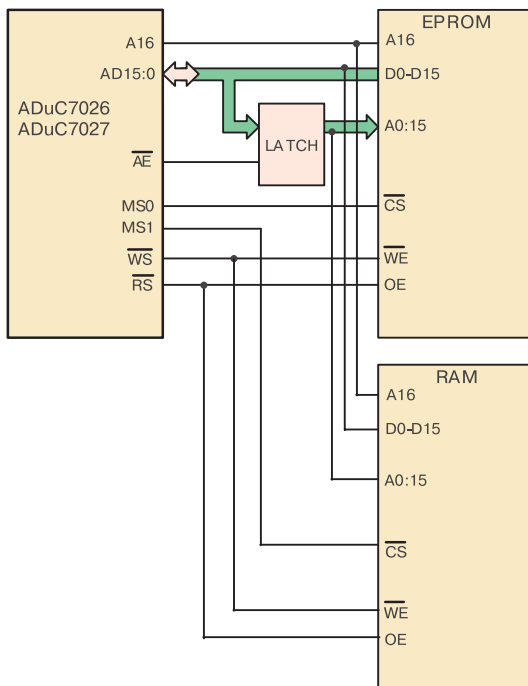 A16
AD15:0
ADuC7026
ADuC7027
AE
MS0
MS1
WS
RS
LATCH
EPROM
A16
D0-D15
A0:15
CS
WE
OE
RAM
A16
D0-D15
A0:15
CS
WE
OE